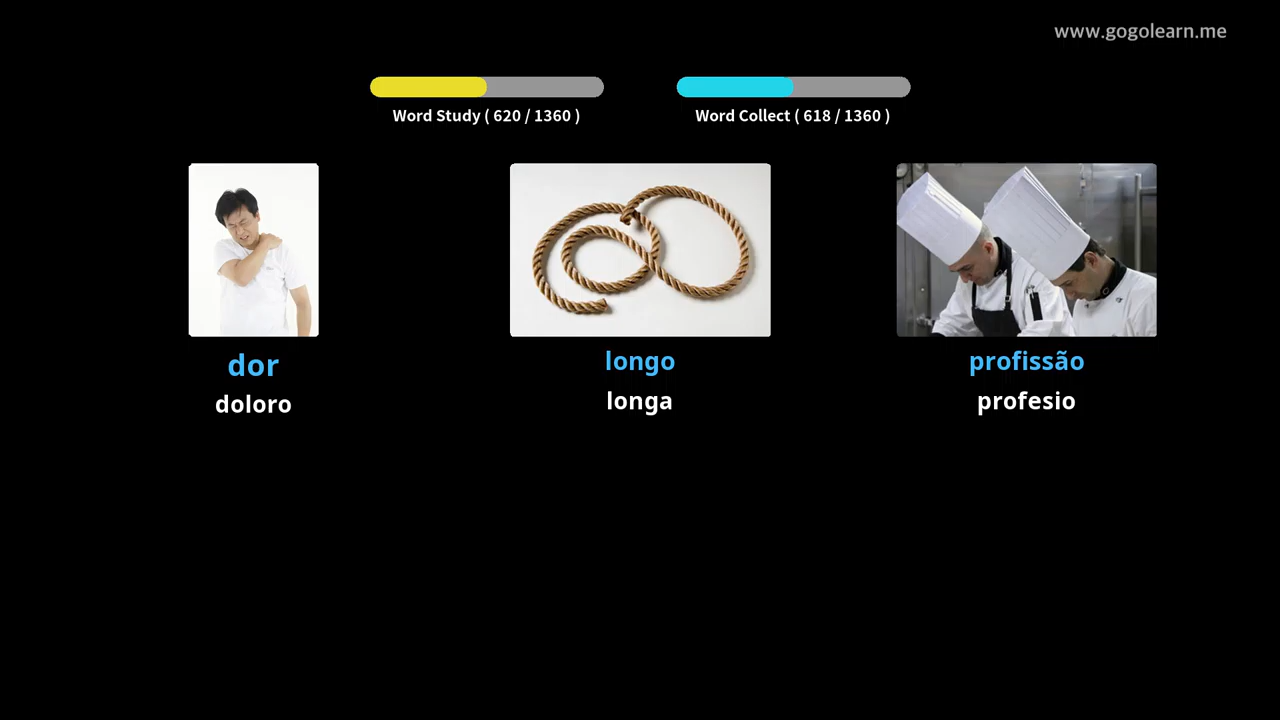 www.gogolearn.me
Word Study ( 620 / 1360 )
Word Collect ( 618 / 1360 )
dor
doloro
longo
longa
profissão
profesio